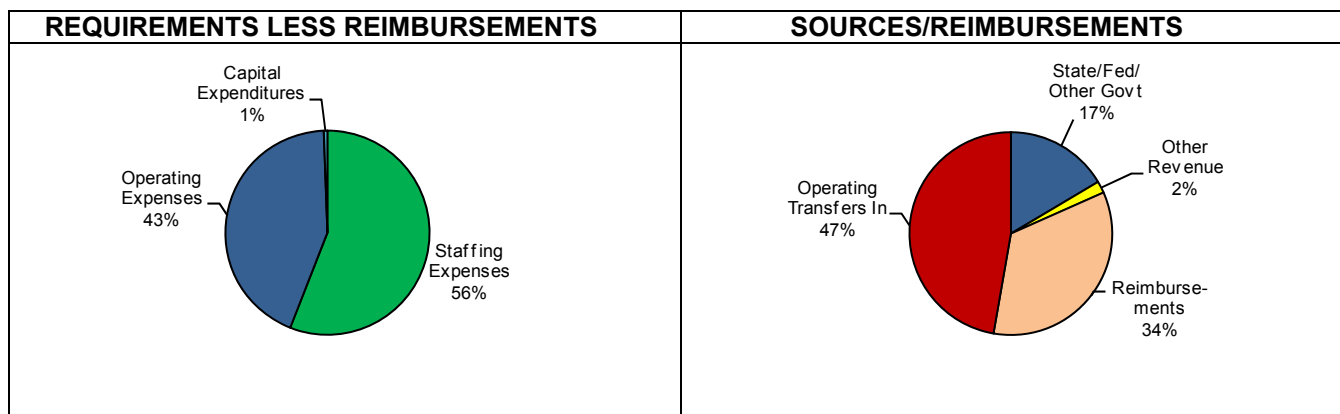 REQUIREMENTS LESS REIMBURSEMENTS
Capital
Expenditures
1%
Operating
Expenses
43%
Staffing
Expenses
56%
SOURCES/REIMBURSEMENTS
State/Fed/
Other Govt
17%
Other
Revenue
2%
Operating
Transfers In
47%
Reimburse-
ments
34%